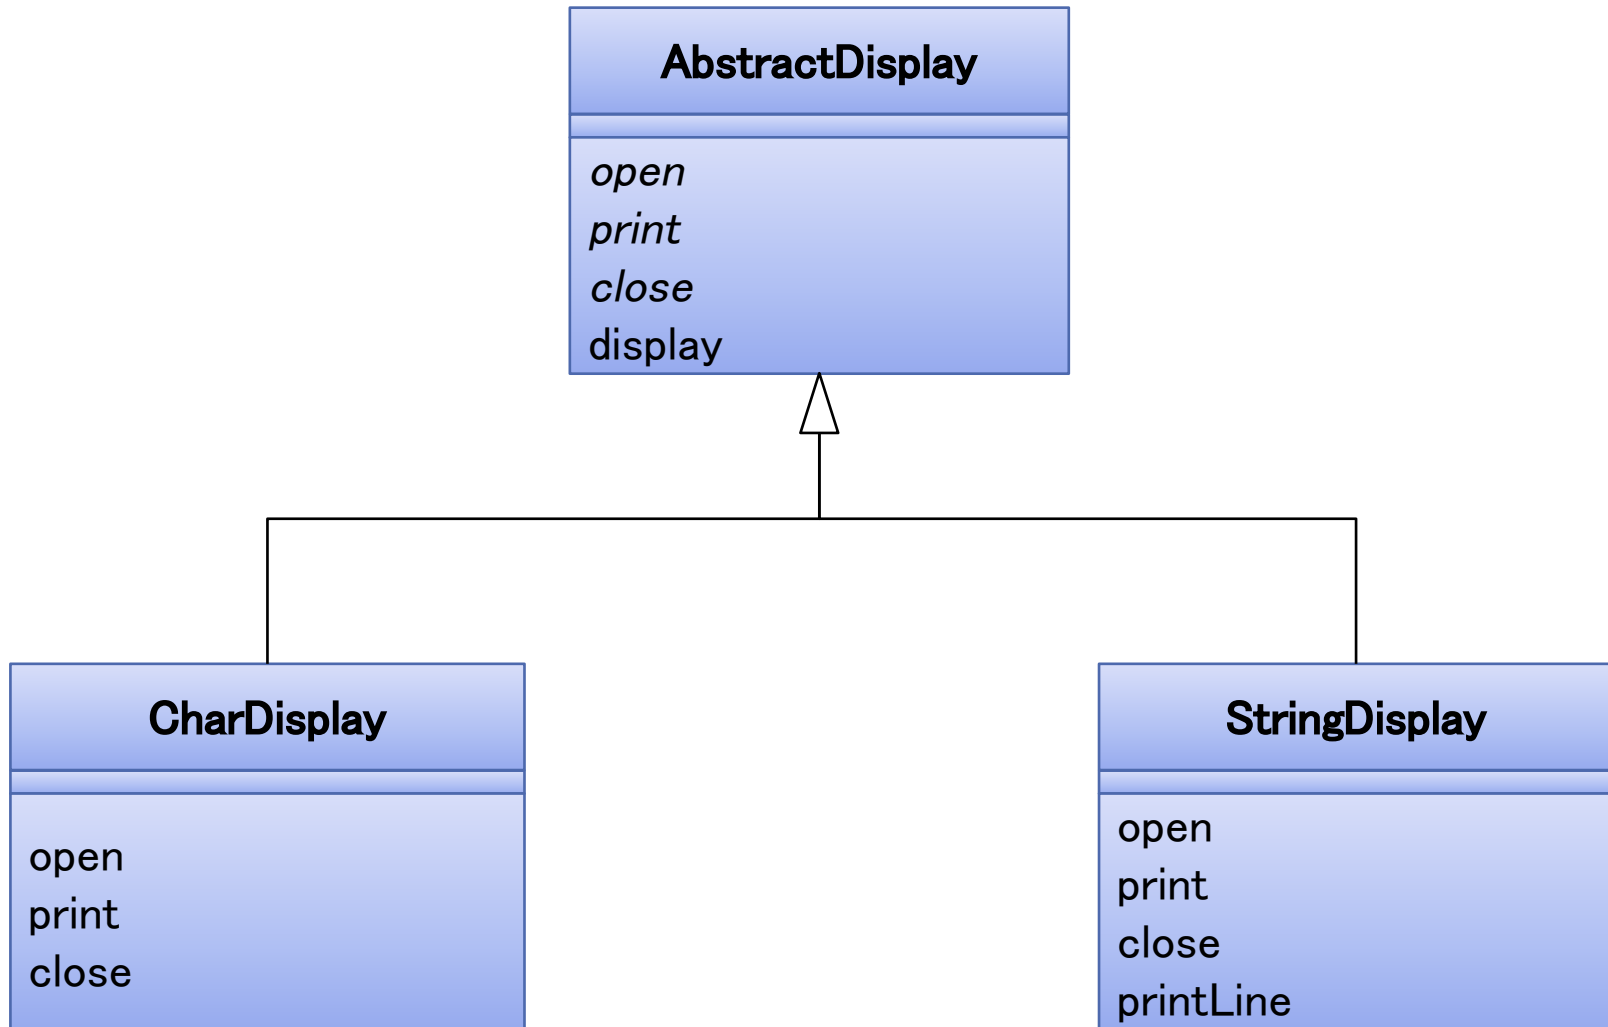 AbstractDisplay
open
print
close
display
CharDisplay
open
print
close
StringDisplay
open
print
close
printLine